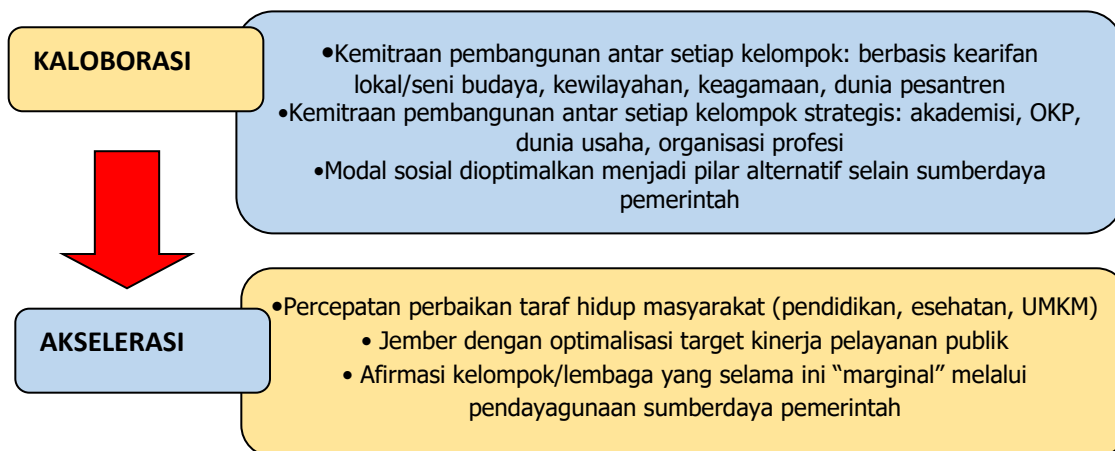 KALOBORASI
•Kemitraan pembangunan antar setiap kelompok: berbasis kearifan
lokal/seni budaya, kewilayahan, keagamaan, dunia pesantren
•Kemitraan pembangunan antar setiap kelompok strategis: akademisi, OKP,
dunia usaha, organisasi profesi
•Modal sosial dioptimalkan menjadi pilar alternatif selain sumberdaya
pemerintah
AKSELERASI
•Percepatan perbaikan taraf hidup masyarakat (pendidikan, esehatan, UMKM)
• Jember dengan optimalisasi target kinerja pelayanan publik
• Afirmasi kelompok/lembaga yang selama ini “marginal” melalui
pendayagunaan sumberdaya pemerintah